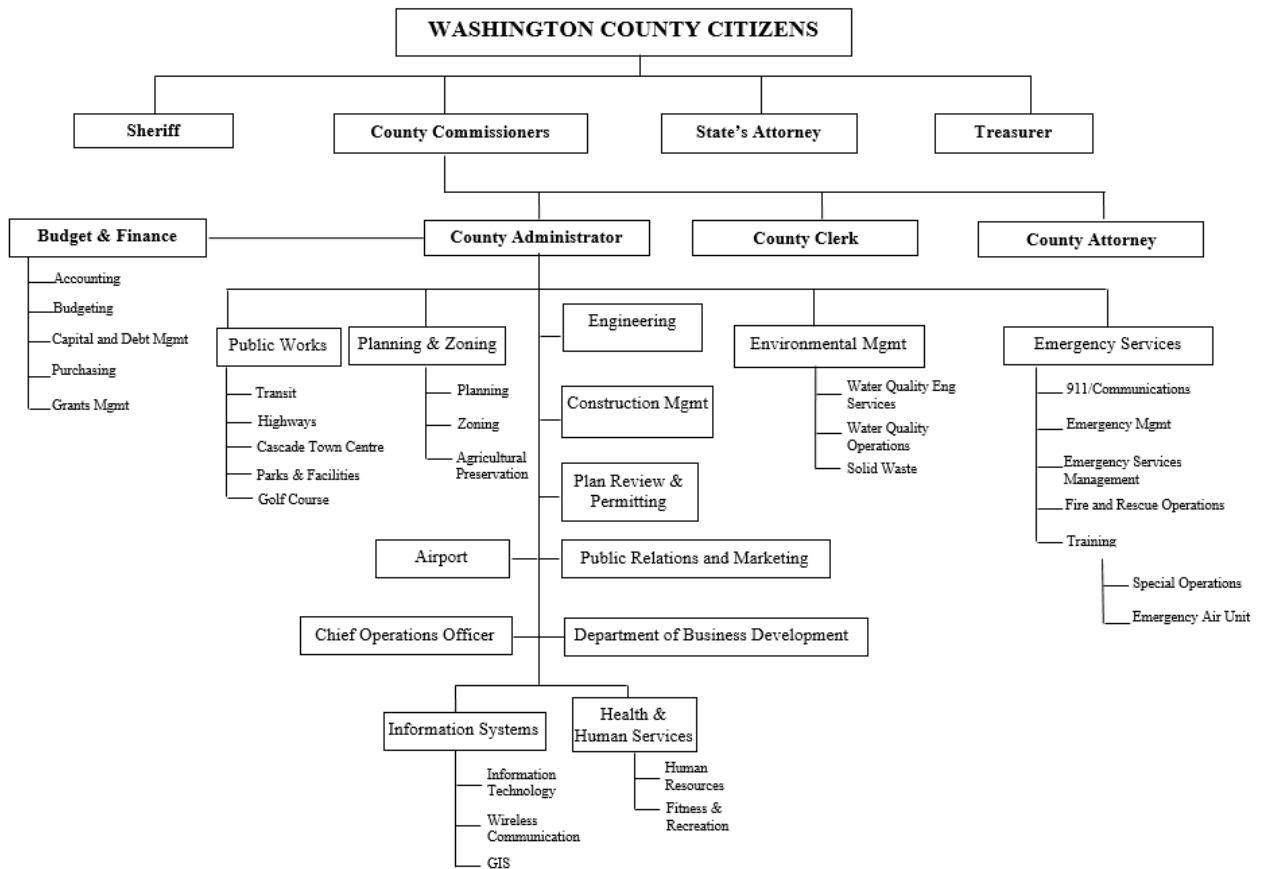 WASHINGTON COUNTY CITIZENS
Sheriff
County Commissioners
State's Attorney
Treasurer
Budget & Finance
County Administrator
County Clerk
County Attorney
Accounting
Budgeting
Capital and Debt Mgmt
Purchasing
Grants Mgmt
Public Works
Transit
Highways
Cascade Town Centre
Parks & Facilities
Golf Course
Planning & Zoning
Planning
Zoning
Agricultural
Preservation
Engineering
Construction Mgmt
Plan Review &
Permitting
Environmental Mgmt
Water Quality Eng
Services
Water Quality
Operations
Solid Waste
Emergency Services
911/Communications
Emergency Mgmt
Emergency Services
Management
Fire and Rescue Operations
Training
Special Operations
Emergency Air Unit
Airport
Public Relations and Marketing
Chief Operations Officer
Department of Business Development
Information Systems
Information
Technology
Wireless
Communication
GIS
Health &
Human Services
Human
Resources
Fitness &
Recreation